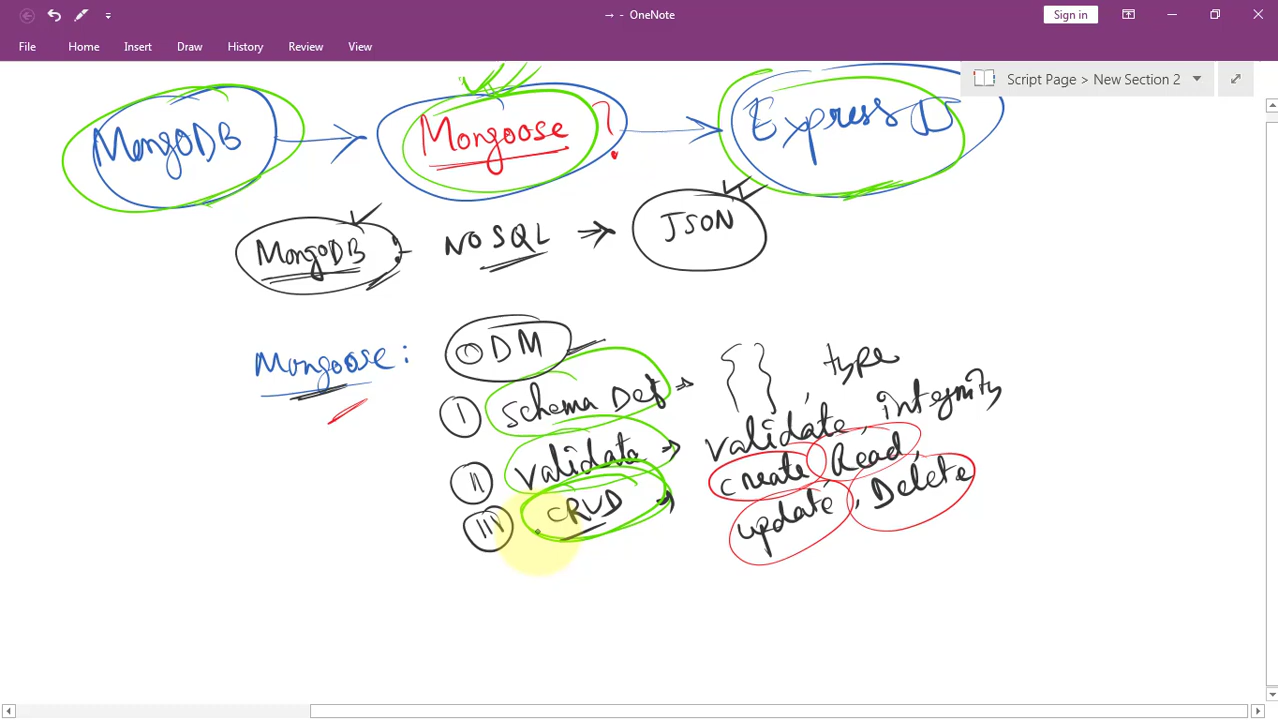 → - OneNote
Sign in
File Home Insert Draw History Review View
Script Page > New Section 2
MongoDB → Mongoose? → Express
MongoDB: NOSQL → JSON
Mongoose: ODM
I Schema Def → { }, type
II Validate → validate, integrity
III CRUD → create, Read,
update, Delete